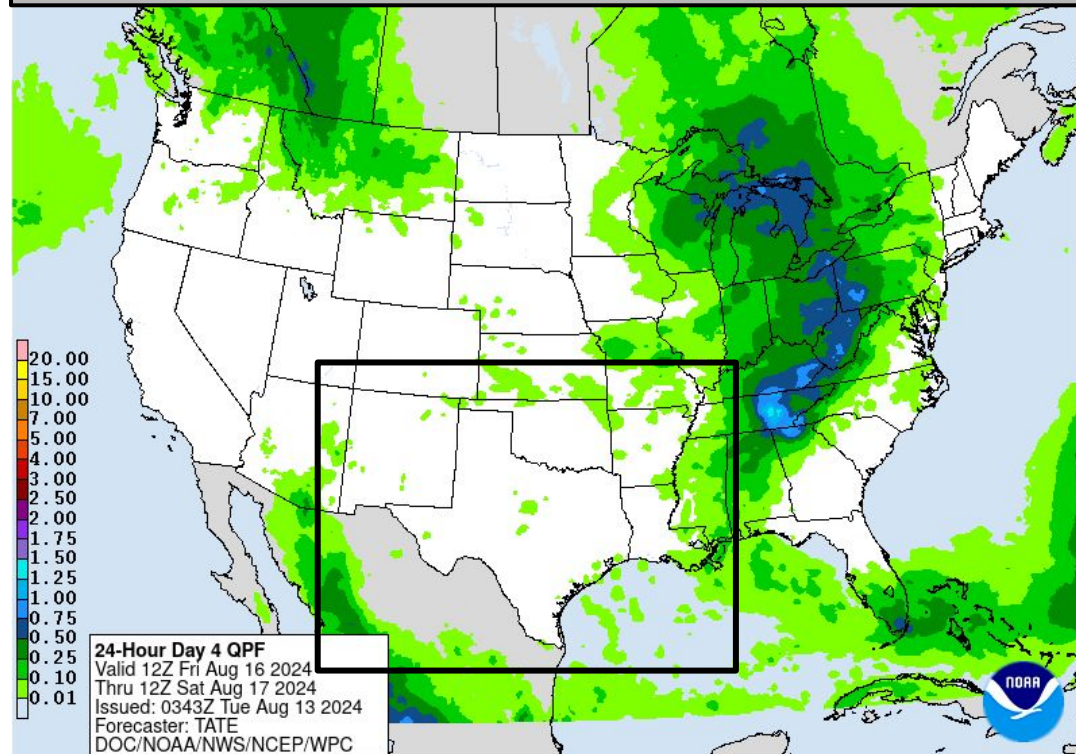 20.00
15.00
10.00
7.00
5.00
4.00
3.00
2.50
2.00
1.75
1.50
1.25
1.00
0.75
0.50
0.25
0.10
0.01
24-Hour Day 4 QPF
Valid 12Z Fri Aug 16 2024
Thru 12Z Sat Aug 17 2024
Issued: 0343Z Tue Aug 13 2024
Forecaster: TATE
DOC/NOAA/NWS/NCEP/WPC
NOAA